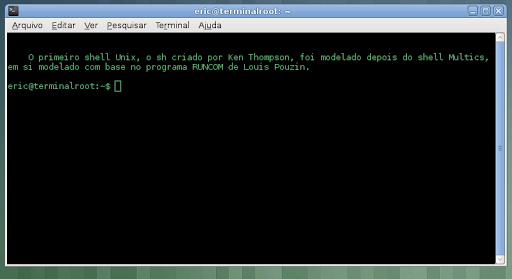 eric@terminalroot: ~
Arquivo Editar Ver Pesquisar Terminal Ajuda
O primeiro shell Unix, o sh criado por Ken Thompson, foi modelado depois do shell Multics,
em si modelado com base no programa RUNCOM de Louis Pouzin.
eric@terminalroot:~$